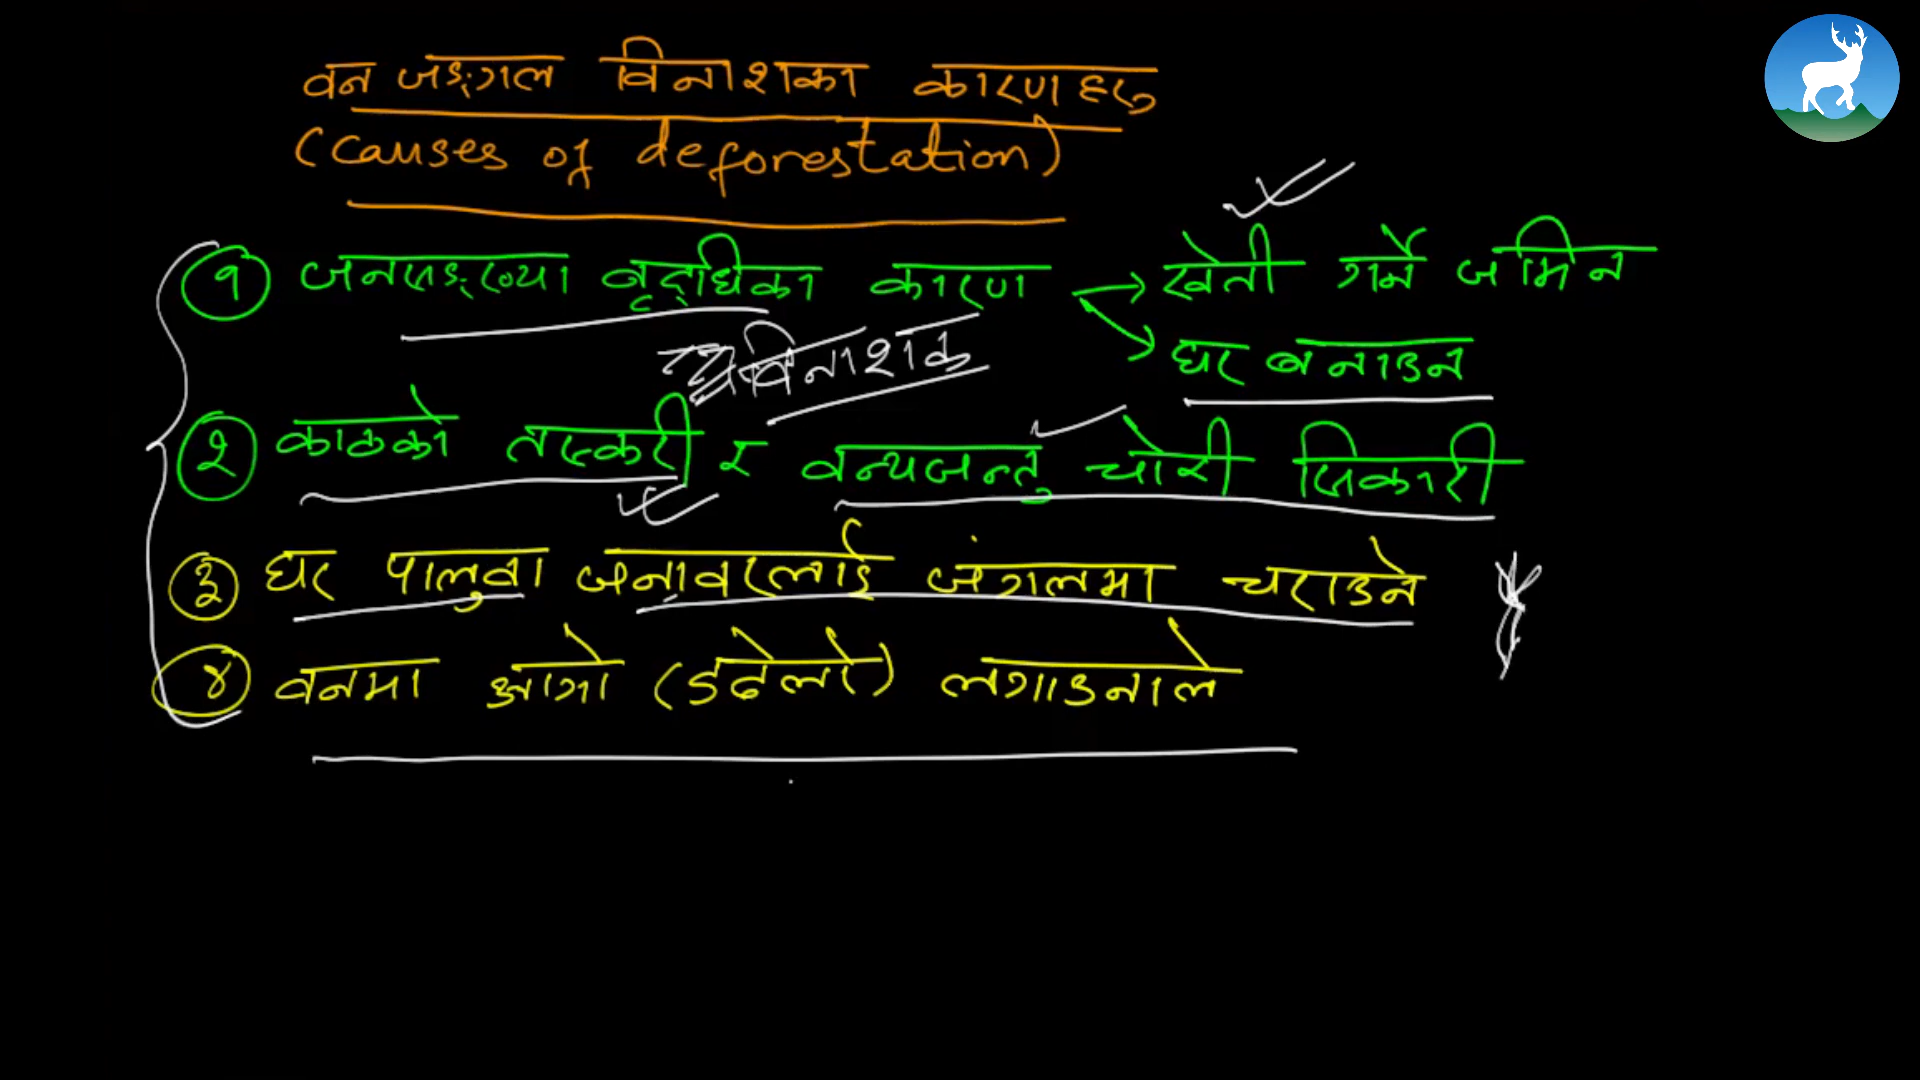 वन जङ्गल विनाशका कारणहरु
(causes of deforestation)
१ जनसङ्ख्या वृद्धिका कारण → खेती गर्ने जमिन
→ घर बनाउन
विनाशक
२ काठको तस्करी र वन्यजन्तु चोरी सिकारी
३ घर पालुवा जनावरलाई जंगलमा चराउने
४ वनमा आगो (डढेलो) लगाउनाले